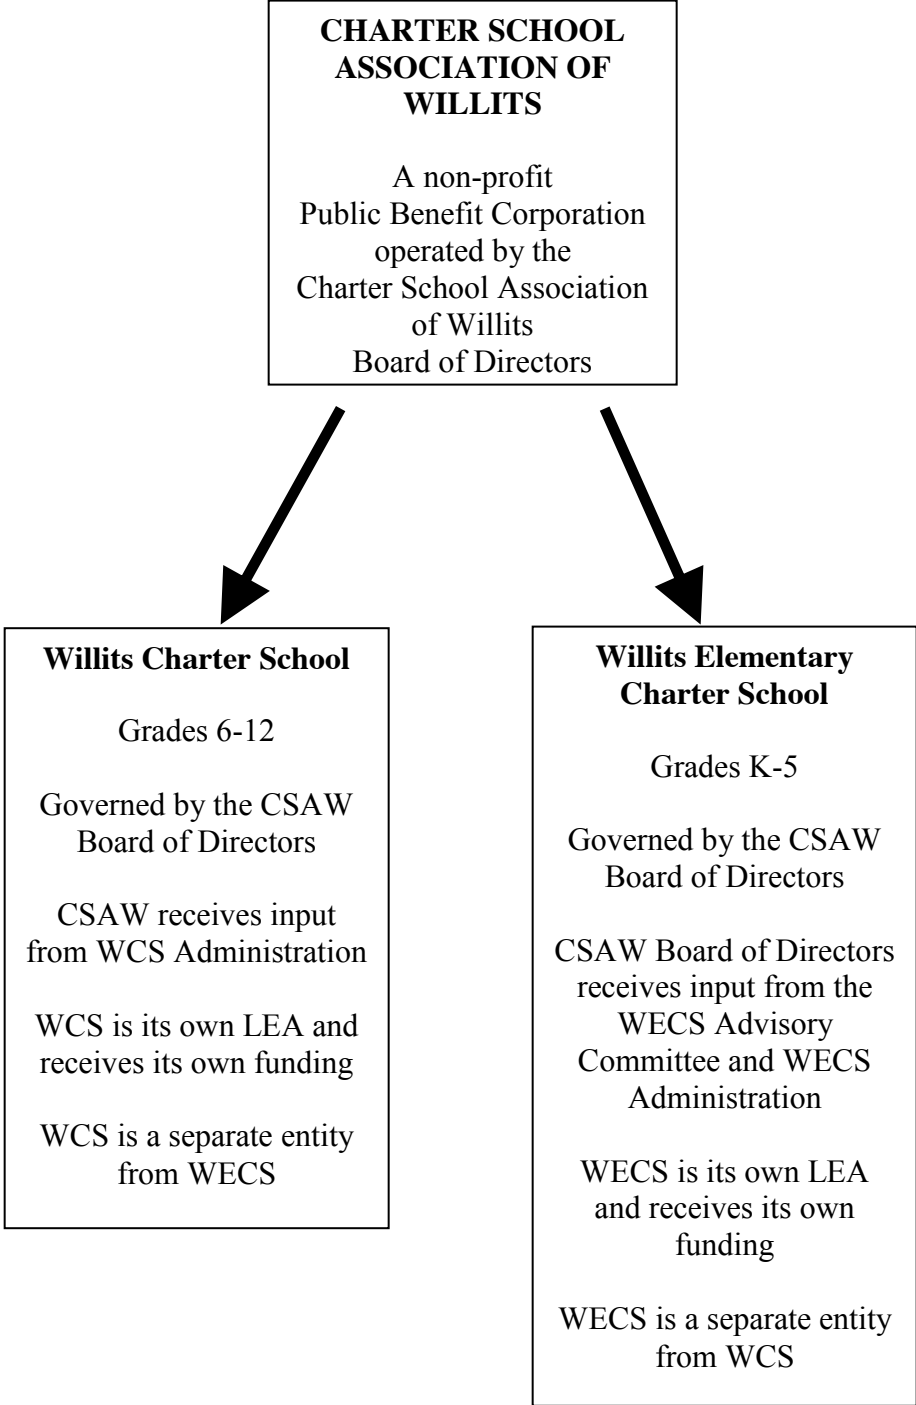 CHARTER SCHOOL
ASSOCIATION OF
WILLITS
A non-profit
Public Benefit Corporation
operated by the
Charter School Association
of Willits
Board of Directors
Willits Charter School
Grades 6-12
Governed by the CSAW
Board of Directors
CSAW receives input
from WCS Administration
WCS is its own LEA and
receives its own funding
WCS is a separate entity
from WECS
Willits Elementary
Charter School
Grades K-5
Governed by the CSAW
Board of Directors
CSAW Board of Directors
receives input from the
WECS Advisory
Committee and WECS
Administration
WECS is its own LEA
and receives its own
funding
WECS is a separate entity
from WCS